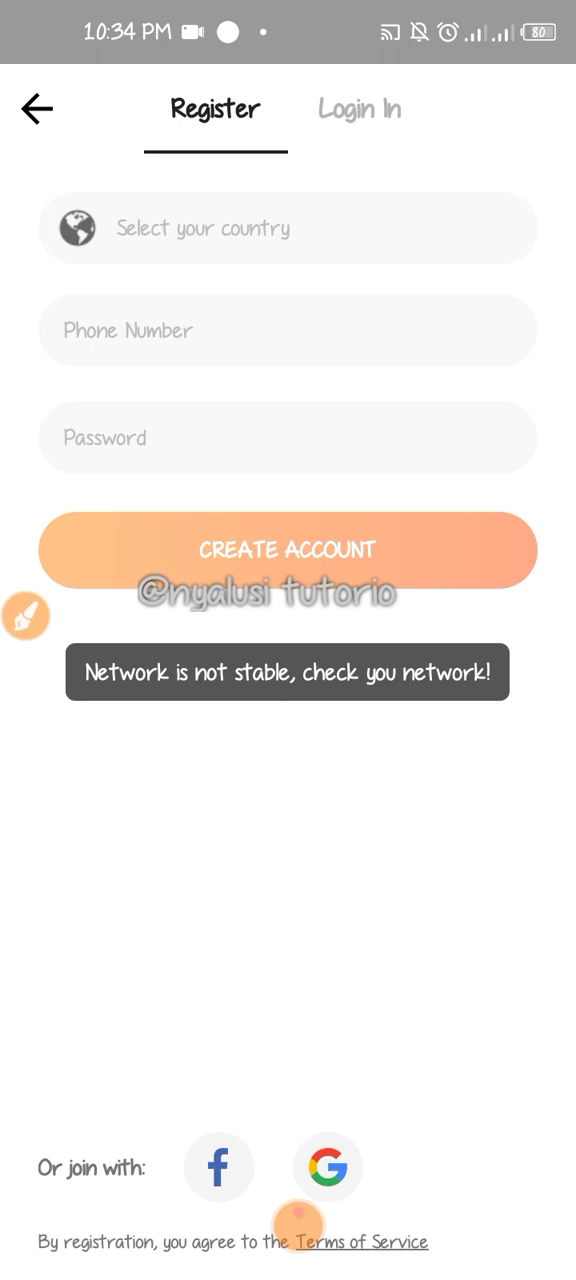 10:34 PM
80
Register
Login In
Select your country
Phone Number
Password
CREATE ACCOUNT
@nyalusi tutorio
Network is not stable, check you network!
Or join with:
By registration, you agree to the Terms of Service